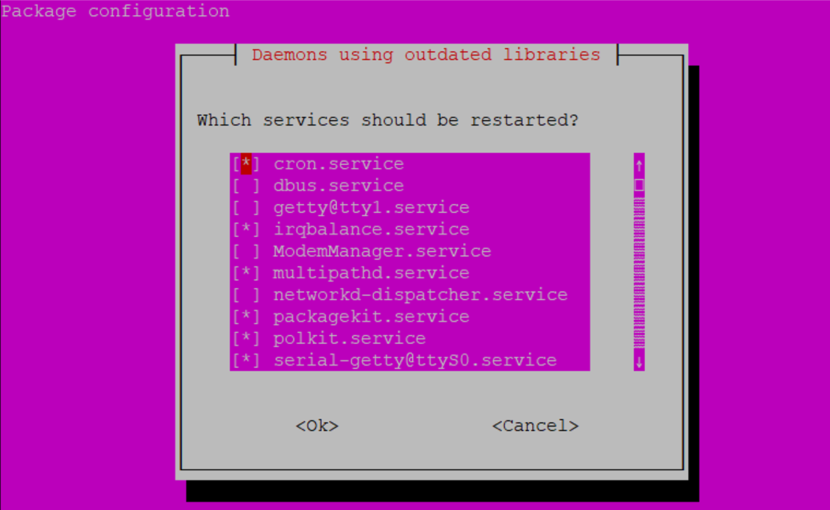 Package configuration
Daemons using outdated libraries
Which services should be restarted?
[*] cron.service
[ ] dbus.service
[ ] getty@tty1.service
[*] irqbalance.service
[ ] ModemManager.service
[*] multipathd.service
[ ] networkd-dispatcher.service
[*] packagekit.service
[*] polkit.service
[*] serial-getty@ttyS0.service
<Ok> <Cancel>